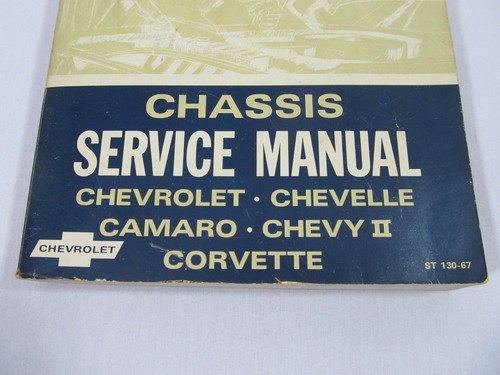 CHASSIS
SERVICE MANUAL
CHEVROLET · CHEVELLE
CAMARO · CHEVY II
CORVETTE
CHEVROLET
ST 130-67